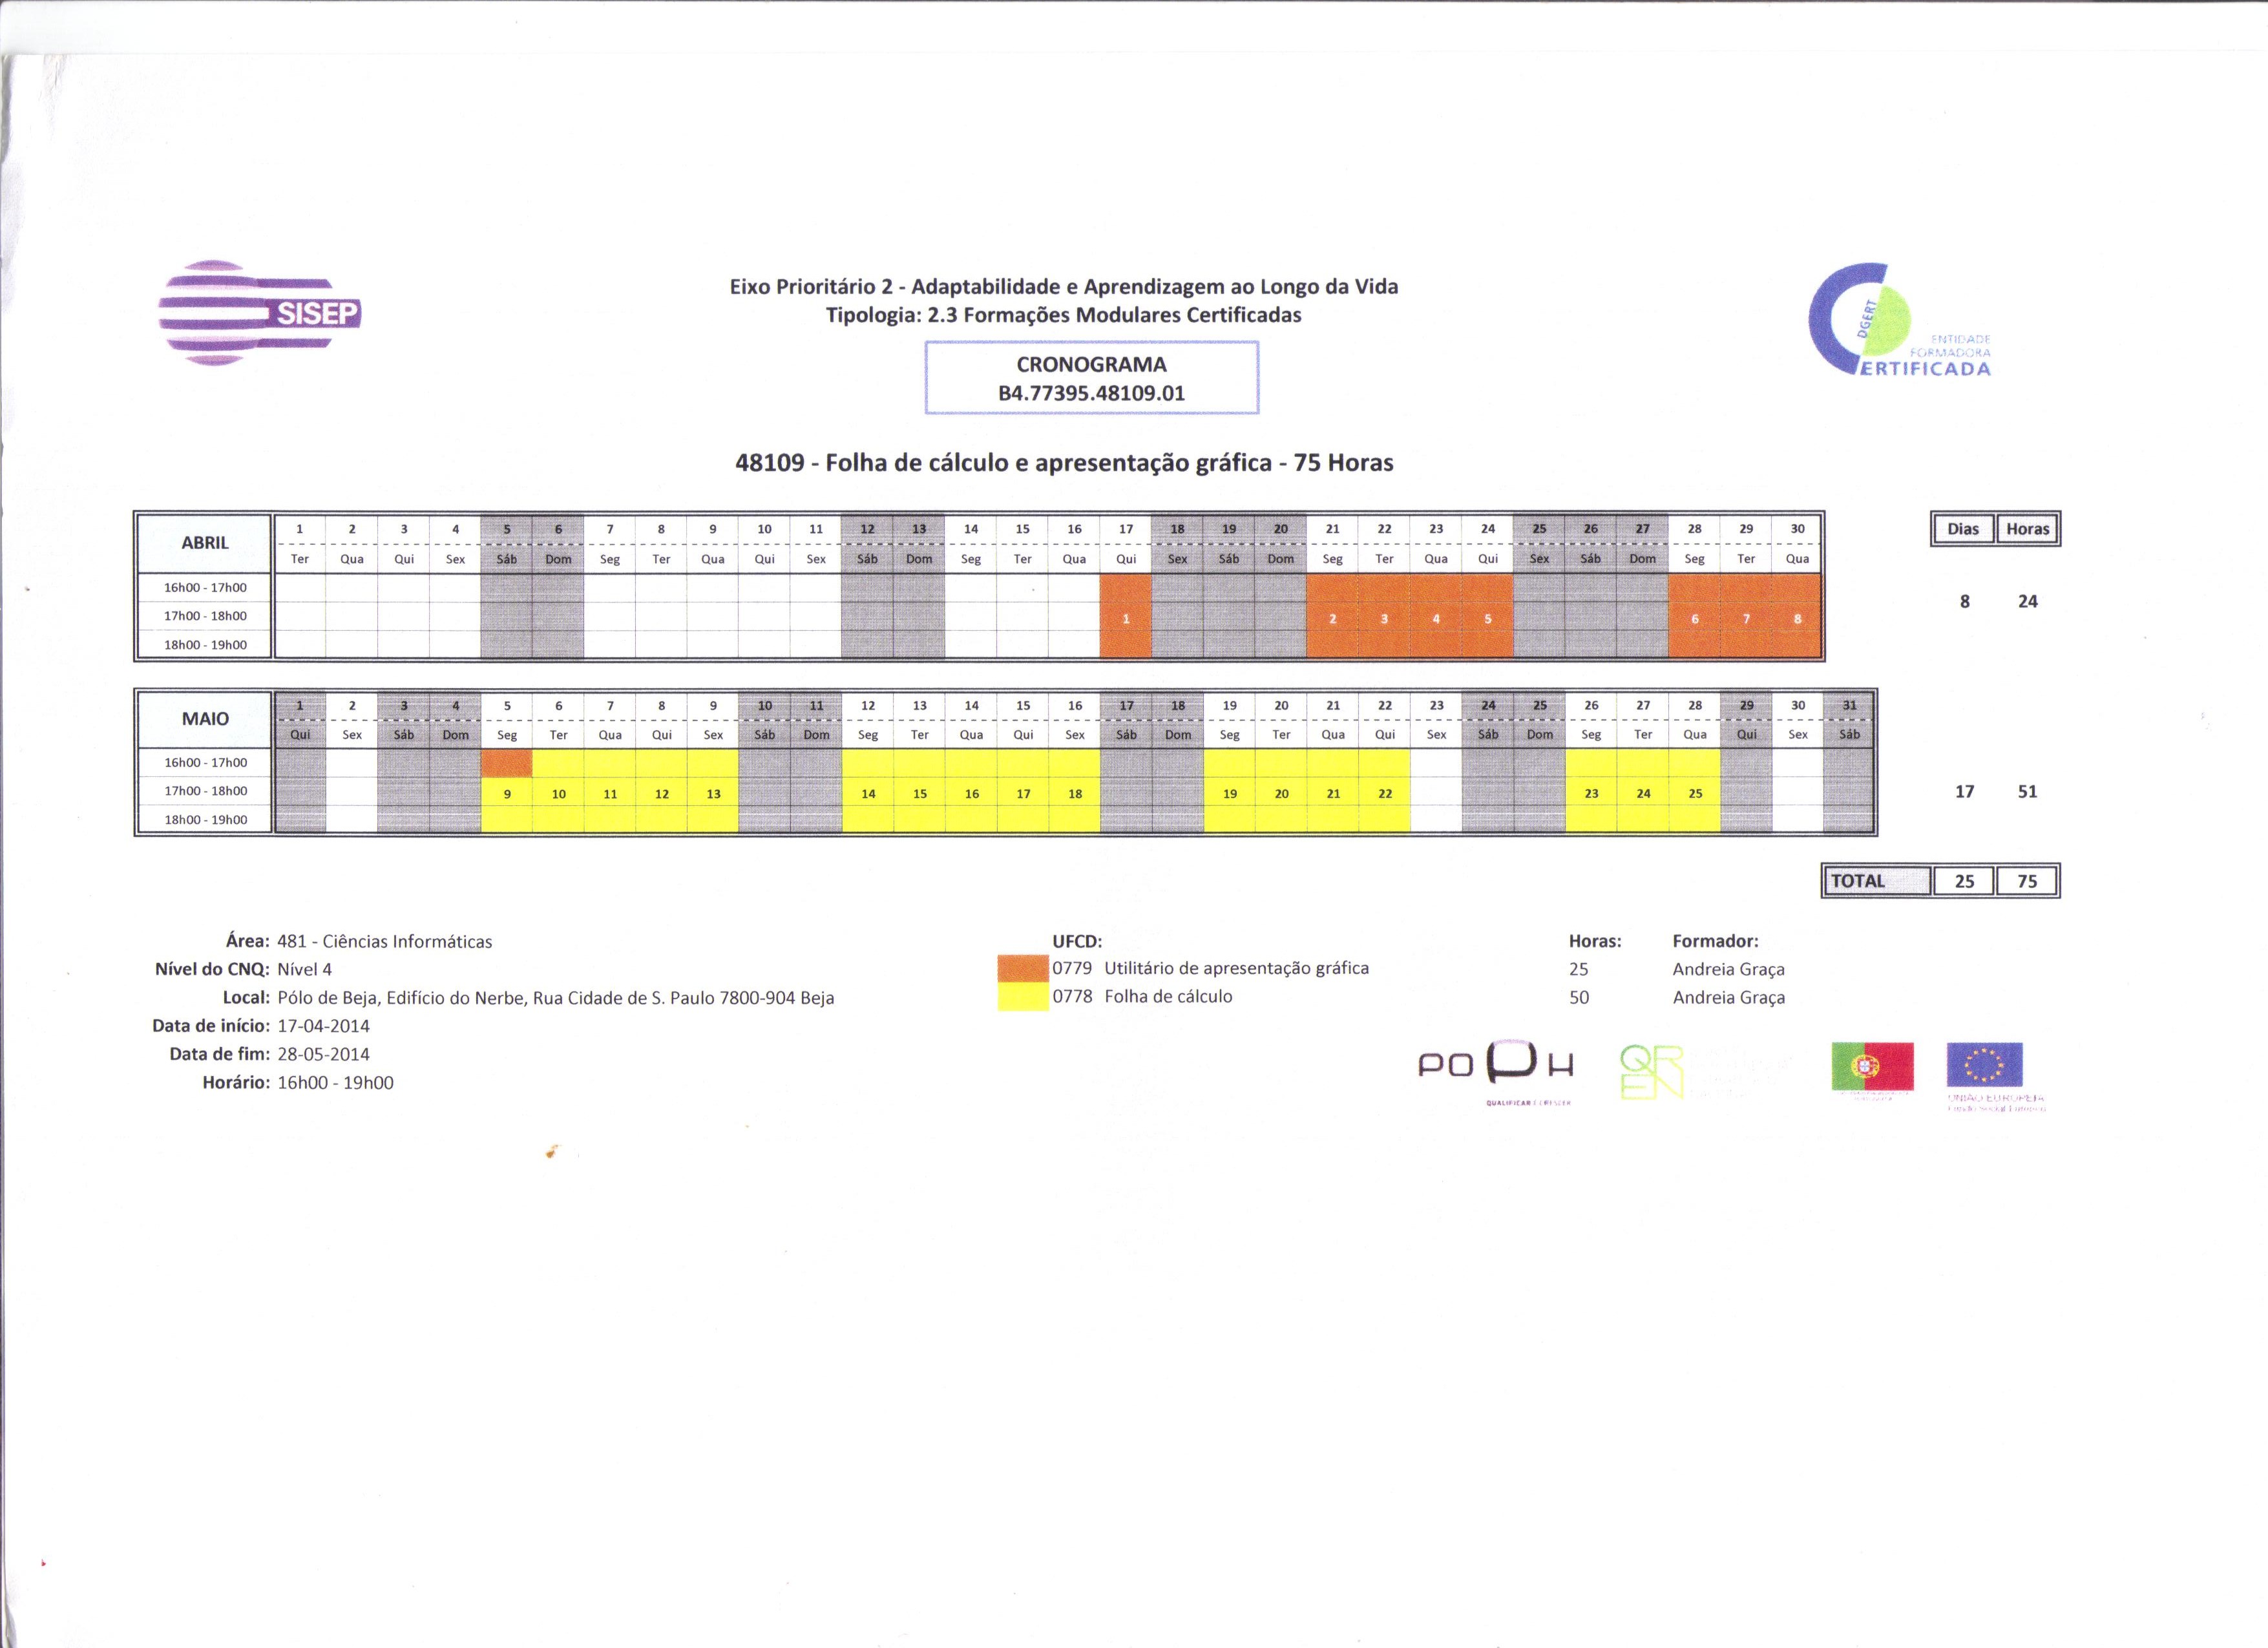 SISEP
Eixo Prioritário 2 - Adaptabilidade e Aprendizagem ao Longo da Vida
Tipologia: 2.3 Formações Modulares Certificadas
CRONOGRAMA
B4.77395.48109.01
DGERT
ENTIDADE
FORMADORA
CERTIFICADA
48109 - Folha de cálculo e apresentação gráfica - 75 Horas
ABRIL 1 2 3 4 5 6 7 8 9 10 11 12 13 14 15 16 17 18 19 20 21 22 23 24 25 26 27 28 29 30 Dias Horas
Ter Qua Qui Sex Sáb Dom Seg Ter Qua Qui Sex Sáb Dom Seg Ter Qua Qui Sex Sáb Dom Seg Ter Qua Qui Sex Sáb Dom Seg Ter Qua
16h00 - 17h00
17h00 - 18h00 1 2 3 4 5 6 7 8 8 24
18h00 - 19h00
MAIO 1 2 3 4 5 6 7 8 9 10 11 12 13 14 15 16 17 18 19 20 21 22 23 24 25 26 27 28 29 30 31
Qui Sex Sáb Dom Seg Ter Qua Qui Sex Sáb Dom Seg Ter Qua Qui Sex Sáb Dom Seg Ter Qua Qui Sex Sáb Dom Seg Ter Qua Qui Sex Sáb
16h00 - 17h00
17h00 - 18h00 9 10 11 12 13 14 15 16 17 18 19 20 21 22 23 24 25 17 51
18h00 - 19h00
TOTAL 25 75
Área: 481 - Ciências Informáticas
Nível do CNQ: Nível 4
Local: Pólo de Beja, Edifício do Nerbe, Rua Cidade de S. Paulo 7800-904 Beja
Data de início: 17-04-2014
Data de fim: 28-05-2014
Horário: 16h00 - 19h00
UFCD: Horas: Formador:
0779 Utilitário de apresentação gráfica 25 Andreia Graça
0778 Folha de cálculo 50 Andreia Graça
POPH
QUALIFICAR É CRESCER
QREN
UNIÃO EUROPEIA
Fundo Social Europeu